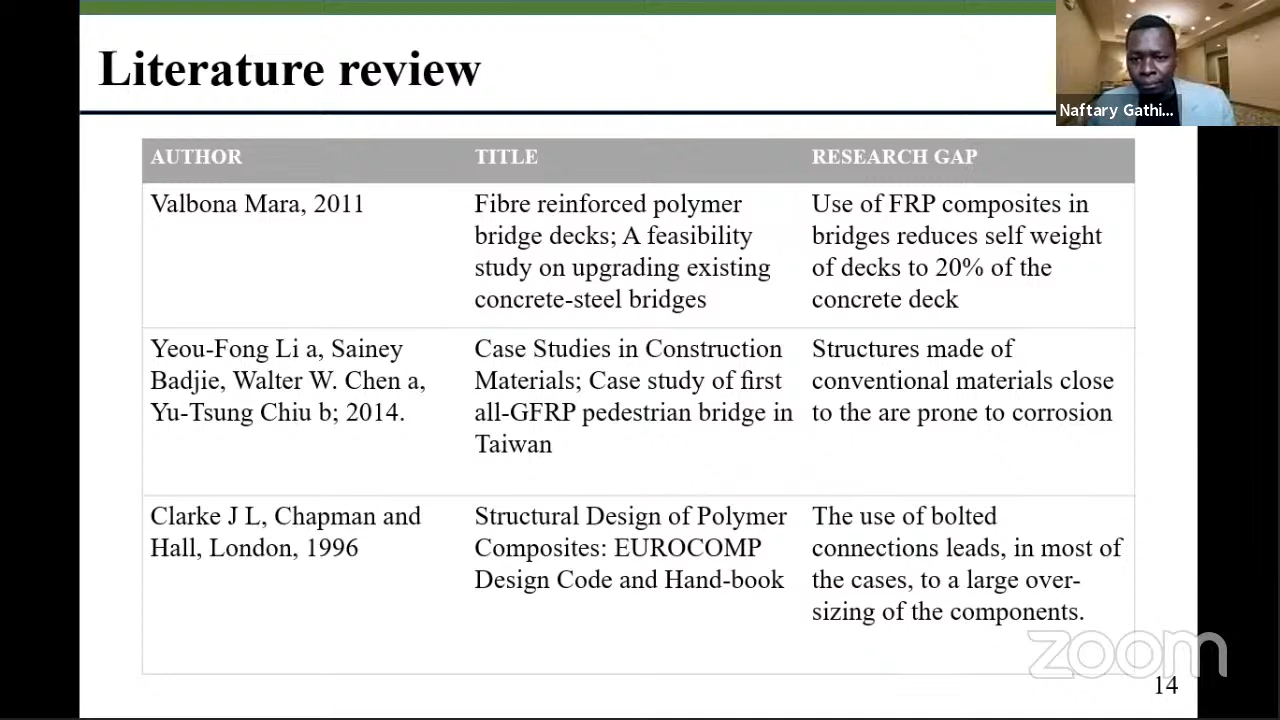 Literature review
Naftary Gathi...
AUTHOR
TITLE
RESEARCH GAP
Valbona Mara, 2011
Fibre reinforced polymer
bridge decks; A feasibility
study on upgrading existing
concrete-steel bridges
Use of FRP composites in
bridges reduces self weight
of decks to 20% of the
concrete deck
Yeou-Fong Li a, Sainey
Badjie, Walter W. Chen a,
Yu-Tsung Chiu b; 2014.
Case Studies in Construction
Materials; Case study of first
all-GFRP pedestrian bridge in
Taiwan
Structures made of
conventional materials close
to the are prone to corrosion
Clarke J L, Chapman and
Hall, London, 1996
Structural Design of Polymer
Composites: EUROCOMP
Design Code and Hand-book
The use of bolted
connections leads, in most of
the cases, to a large over-
sizing of the components.
zoom
14